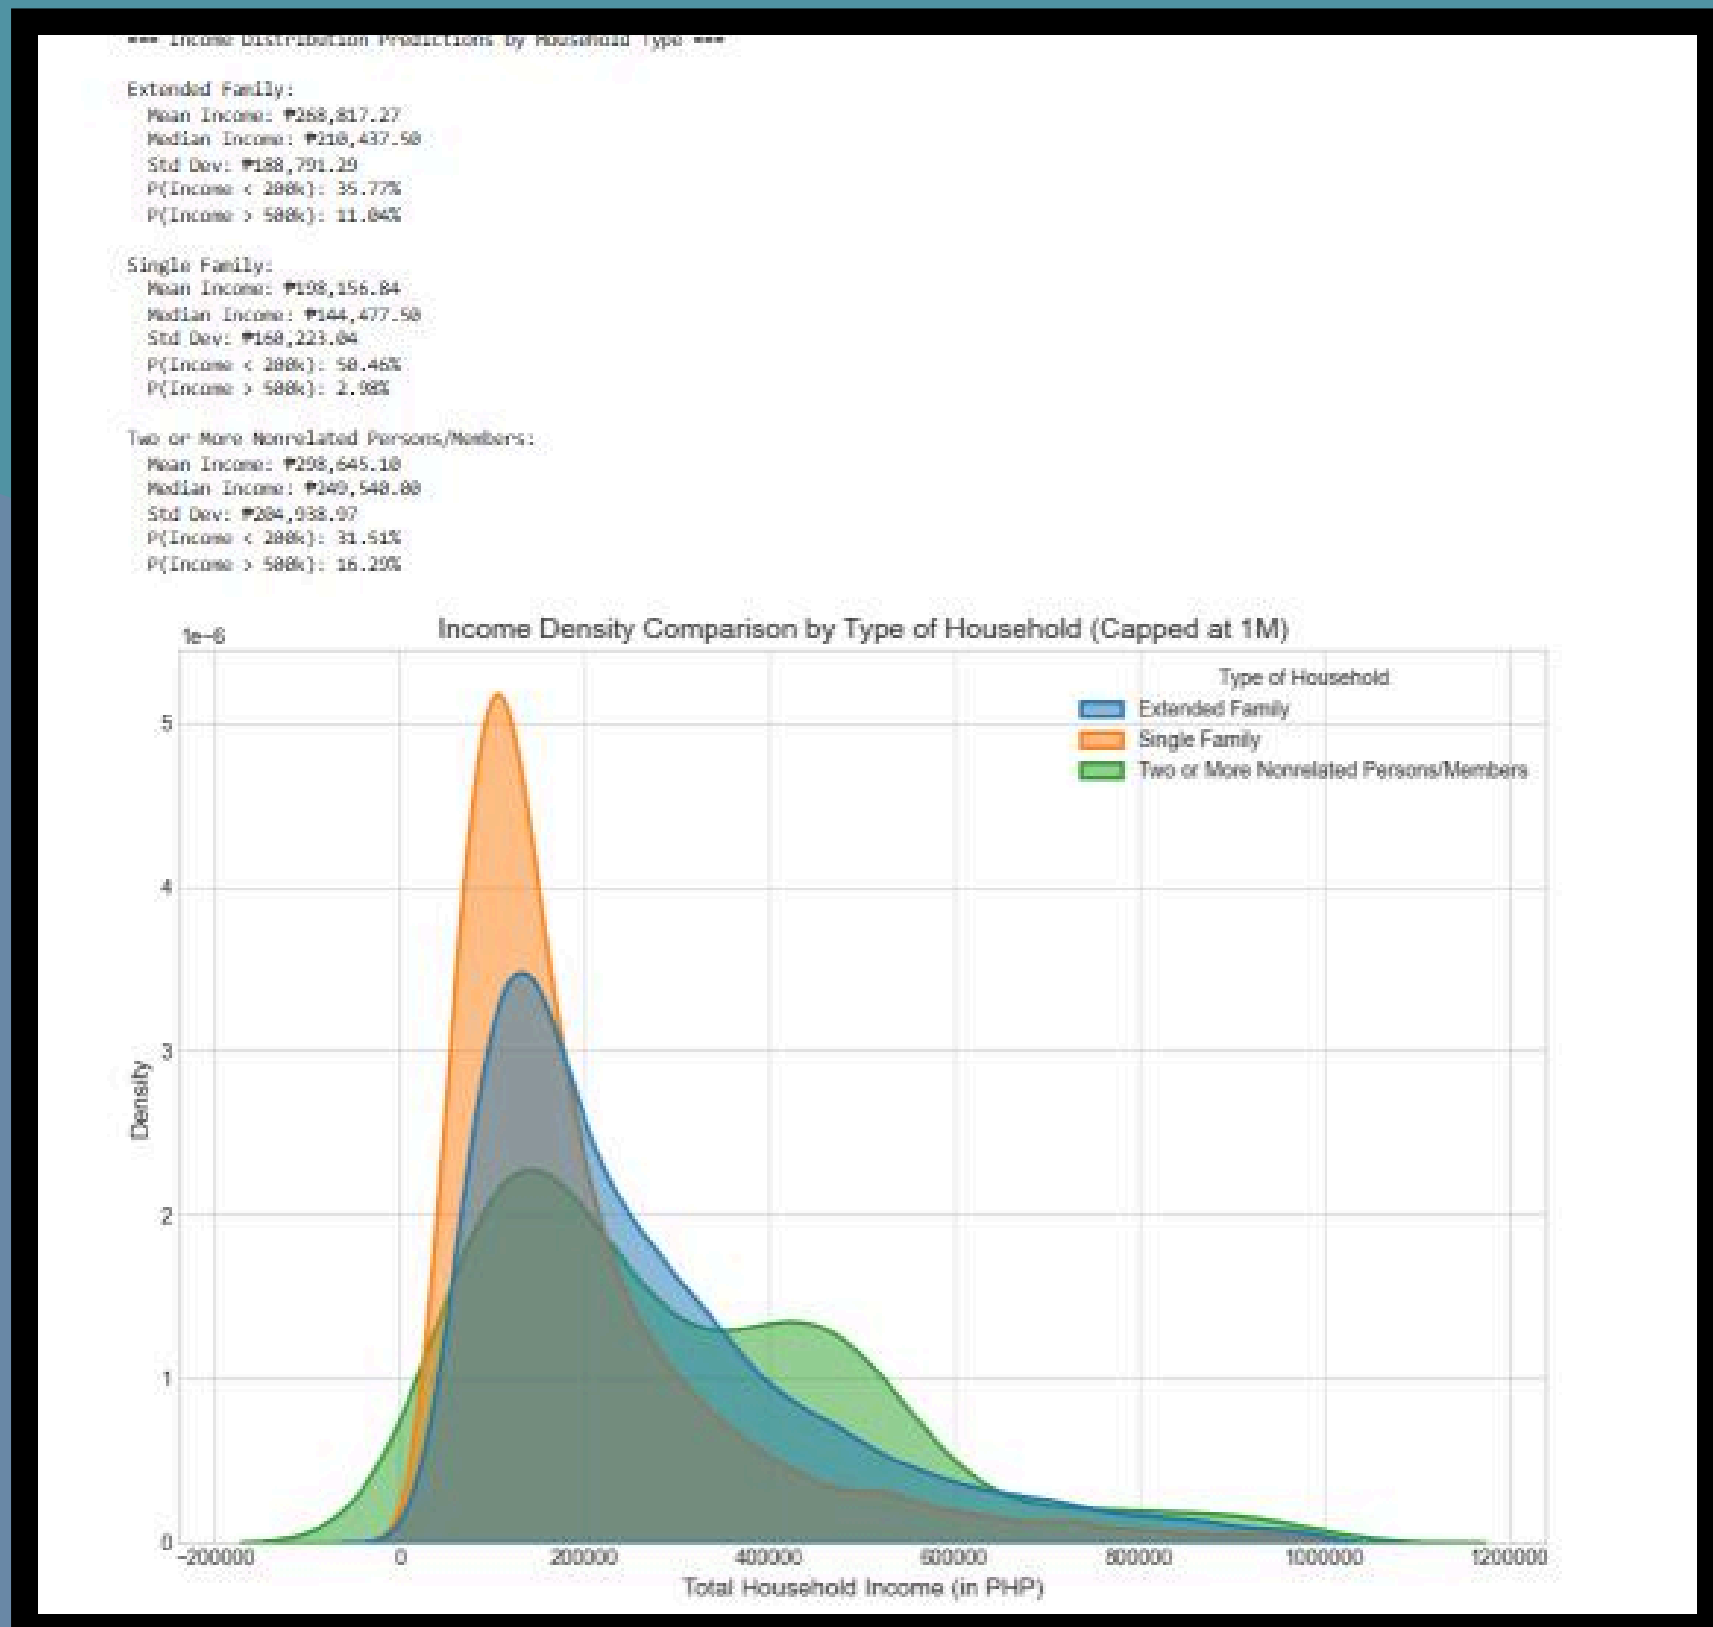 === Income Distribution Predictions by Household Type ===
Extended Family:
Mean Income: ₱268,817.27
Median Income: ₱210,437.50
Std Dev: ₱188,791.29
P(Income < 200k): 35.77%
P(Income > 500k): 11.04%
Single Family:
Mean Income: ₱198,156.84
Median Income: ₱144,477.50
Std Dev: ₱160,223.04
P(Income < 200k): 50.46%
P(Income > 500k): 2.98%
Two or More Nonrelated Persons/Members:
Mean Income: ₱298,645.10
Median Income: ₱249,540.00
Std Dev: ₱204,938.97
P(Income < 200k): 31.51%
P(Income > 500k): 16.29%
Income Density Comparison by Type of Household (Capped at 1M)
1e−6
Type of Household
Extended Family
Single Family
Two or More Nonrelated Persons/Members
5
4
3
2
1
0
Density
−200000 0 200000 400000 600000 800000 1000000 1200000
Total Household Income (in PHP)